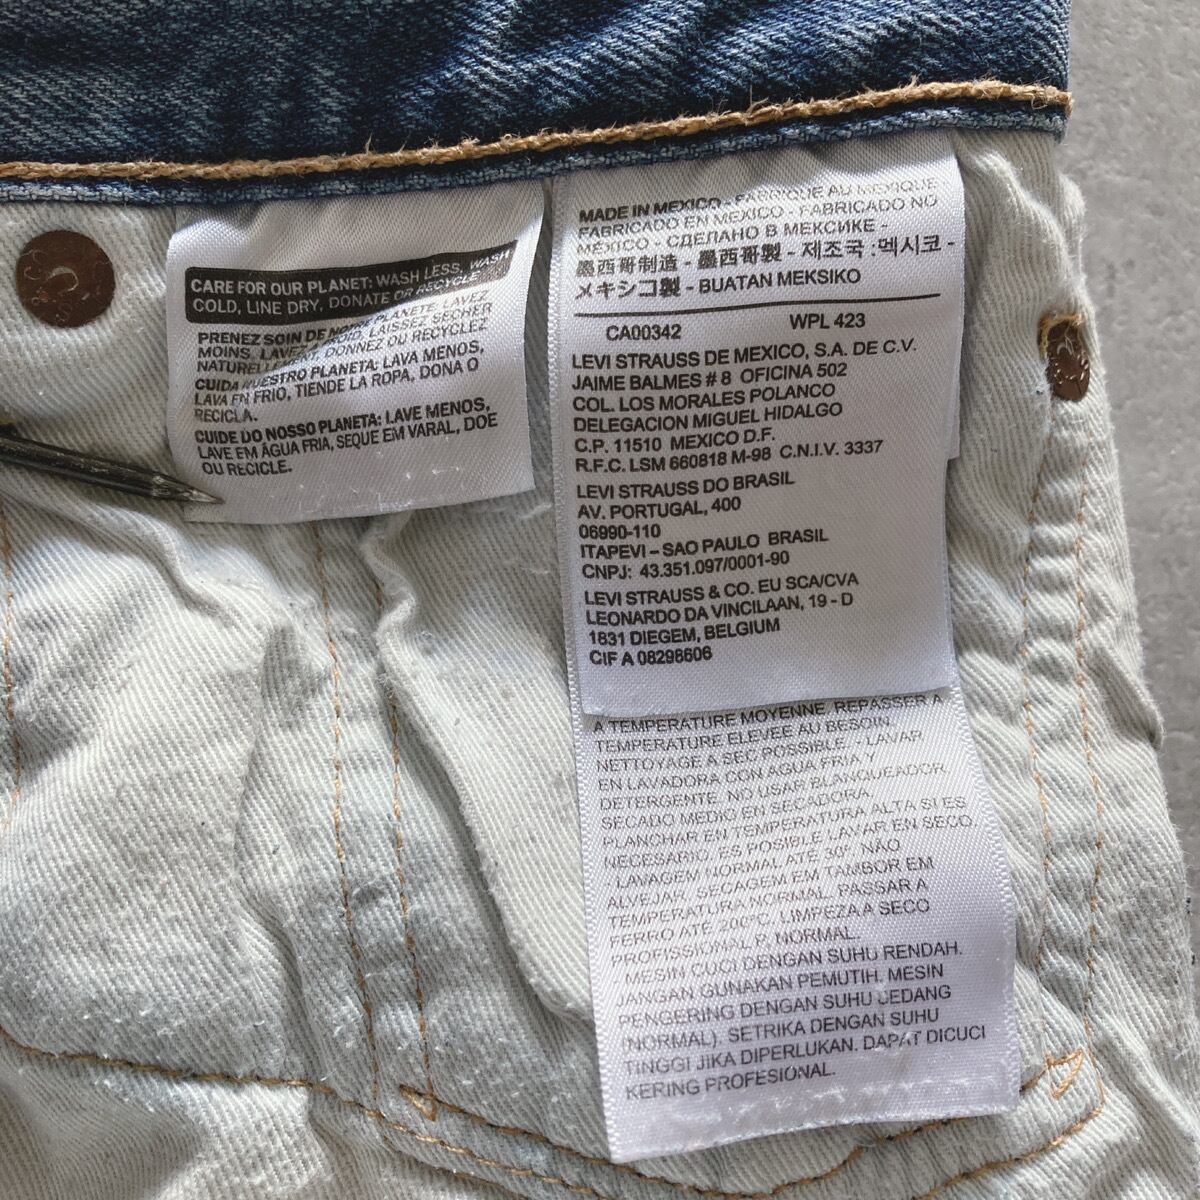 CARE FOR OUR PLANET: WASH LESS, WASH
COLD, LINE DRY, DONATE OR RECYCLE.
PRENEZ SOIN DE NOTRE PLANÈTE: LAVEZ
MOINS, LAVEZ À FROID, LAISSEZ SÉCHER
NATURELLEMENT, DONNEZ OU RECYCLEZ
CUIDA NUESTRO PLANETA: LAVA MENOS,
LAVA EN FRIO, TIENDE LA ROPA, DONA O
RECICLA.
CUIDE DO NOSSO PLANETA: LAVE MENOS,
LAVE EM ÁGUA FRIA, SEQUE EM VARAL, DOE
OU RECICLE.
MADE IN MEXICO - FABRIQUE AU MEXIQUE
FABRICADO EN MEXICO - FABRICADO NO
MÉXICO - СДЕЛАНО В МЕКСИКЕ -
墨西哥制造 - 墨西哥製 - 제조국 :멕시코 -
メキシコ製 - BUATAN MEKSIKO
CA00342 WPL 423
LEVI STRAUSS DE MEXICO, S.A. DE C.V.
JAIME BALMES # 8 OFICINA 502
COL. LOS MORALES POLANCO
DELEGACION MIGUEL HIDALGO
C.P. 11510 MEXICO D.F.
R.F.C. LSM 660818 M-98 C.N.I.V. 3337
LEVI STRAUSS DO BRASIL
AV. PORTUGAL, 400
06990-110
ITAPEVI – SAO PAULO BRASIL
CNPJ: 43.351.097/0001-90
LEVI STRAUSS & CO. EU SCA/CVA
LEONARDO DA VINCILAAN, 19 - D
1831 DIEGEM, BELGIUM
CIF A 08298606
A TEMPERATURE MOYENNE. REPASSER A
TEMPERATURE ELEVEE AU BESOIN.
NETTOYAGE A SEC POSSIBLE. - LAVAR
EN LAVADORA CON AGUA FRIA Y
DETERGENTE. NO USAR BLANQUEADOR.
SECADO MEDIO EN SECADORA.
PLANCHAR EN TEMPERATURA ALTA SI ES
NECESARIO. ES POSIBLE LAVAR EN SECO.
- LAVAGEM NORMAL ATÉ 30º. NÃO
ALVEJAR. SECAGEM EM TAMBOR EM
TEMPERATURA NORMAL. PASSAR A
FERRO ATÉ 200ºC. LIMPEZA A SECO
PROFISSIONAL P, NORMAL.
- MESIN CUCI DENGAN SUHU RENDAH.
JANGAN GUNAKAN PEMUTIH. MESIN
PENGERING DENGAN SUHU SEDANG
(NORMAL). SETRIKA DENGAN SUHU
TINGGI JIKA DIPERLUKAN. DAPAT DICUCI
KERING PROFESIONAL.